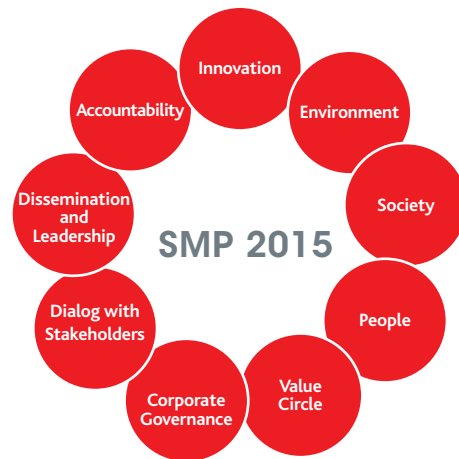 Innovation
Environment
Society
People
Value
Circle
Corporate
Governance
Dialog with
Stakeholders
Dissemination
and
Leadership
Accountability
SMP 2015